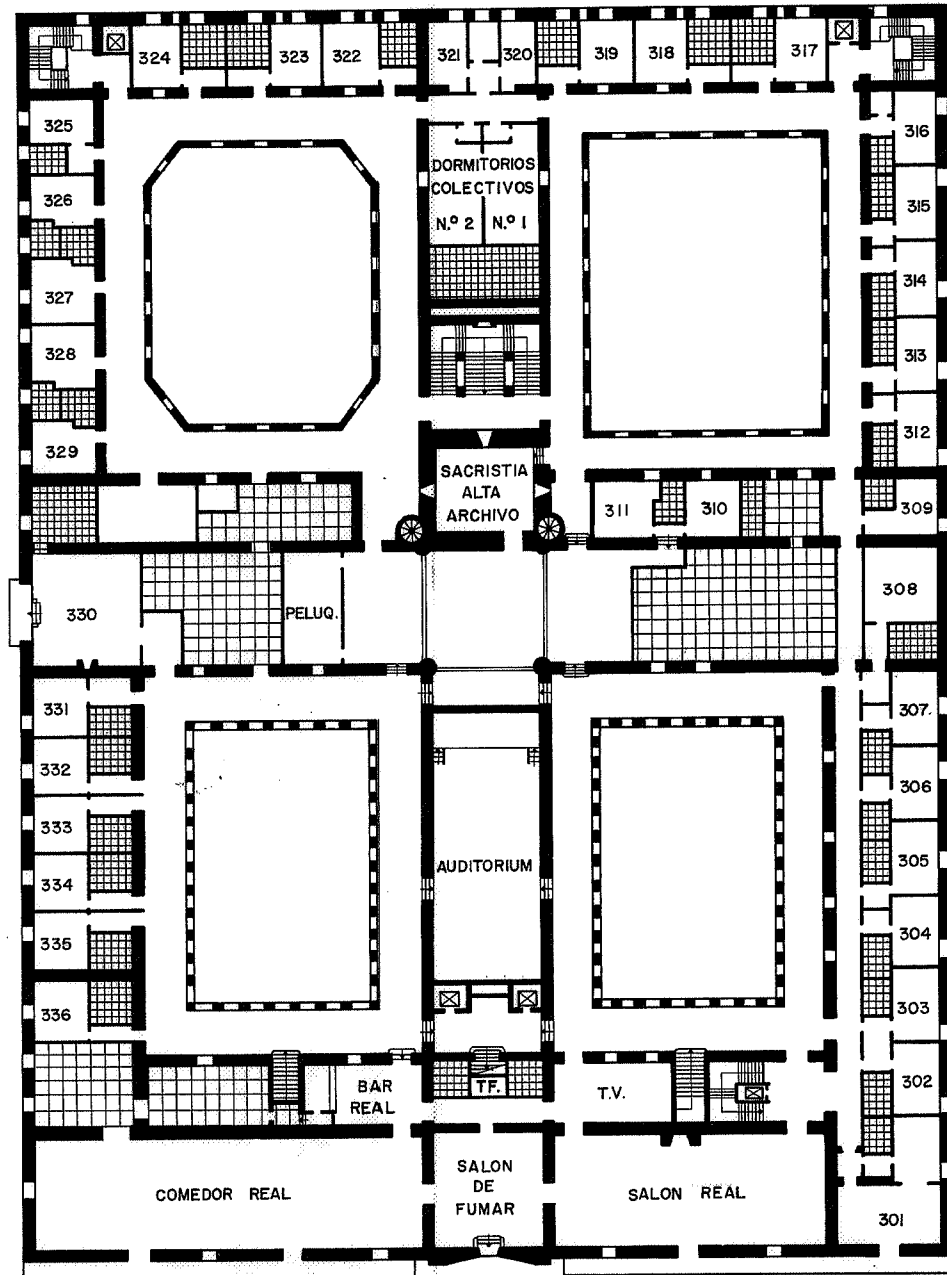 324
323
322
321
320
319
318
317
325
316
DORMITORIOS
COLECTIVOS
N.º 2
N.º 1
326
315
327
314
328
313
329
312
SACRISTIA
ALTA
ARCHIVO
311
310
309
330
PELUQ.
308
331
307.
332
306
333
305
334
AUDITORIUM
335
304
336
303
BAR
REAL
TF.
T.V.
302
COMEDOR REAL
SALON
DE
FUMAR
SALON REAL
301